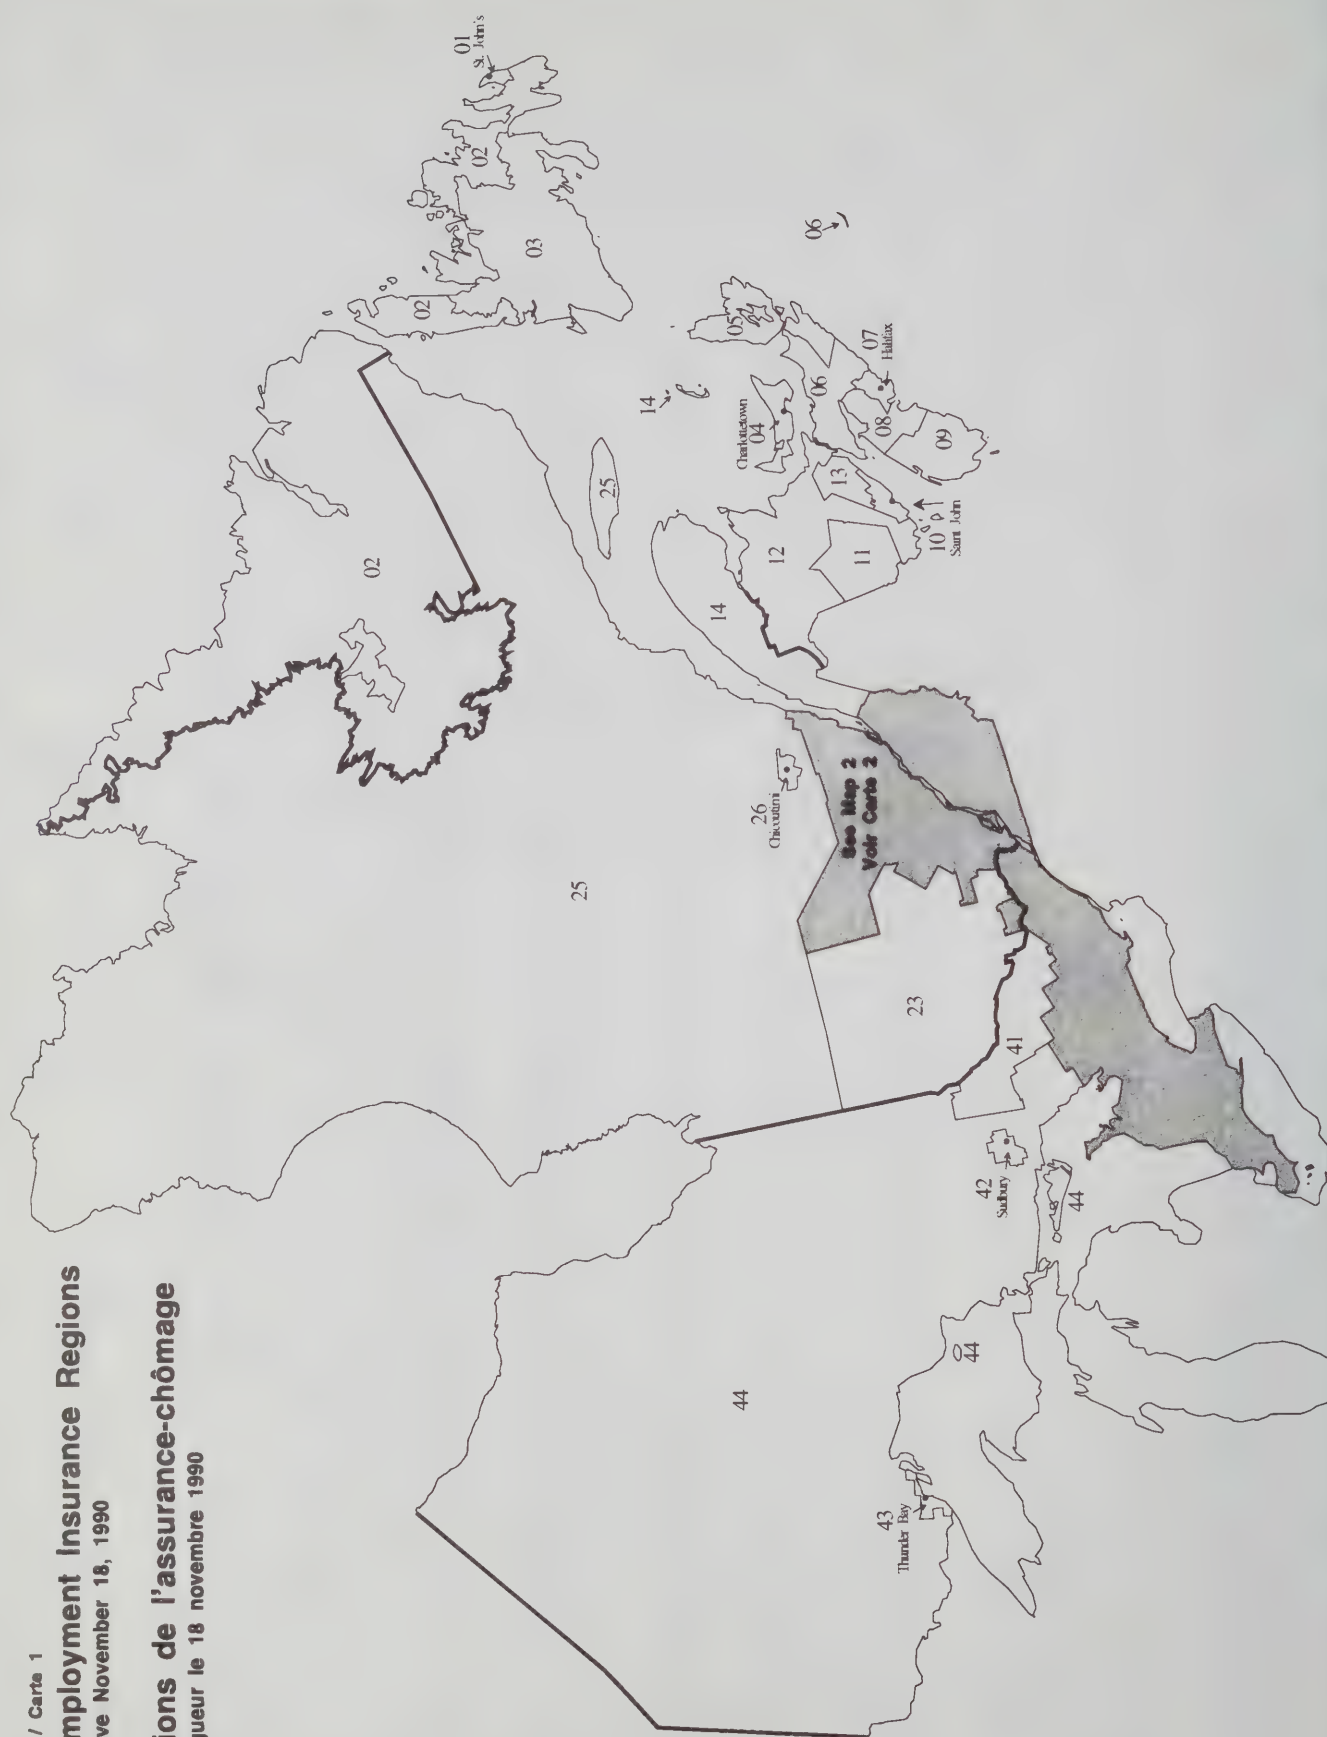 / Carte 1
mployment Insurance Regions
ve November 18, 1990
ions de l'assurance-chômage
gueur le 18 novembre 1990
01
St. John's
02
02
03
02
06
05
14
Charlottetown
04
06
07
Halifax
08
09
13
10
Saint John
11
12
14
25
25
26
Chicoutimi
See Map 2
Voir Carte 2
23
41
42
Sudbury
44
44
44
43
Thunder Bay